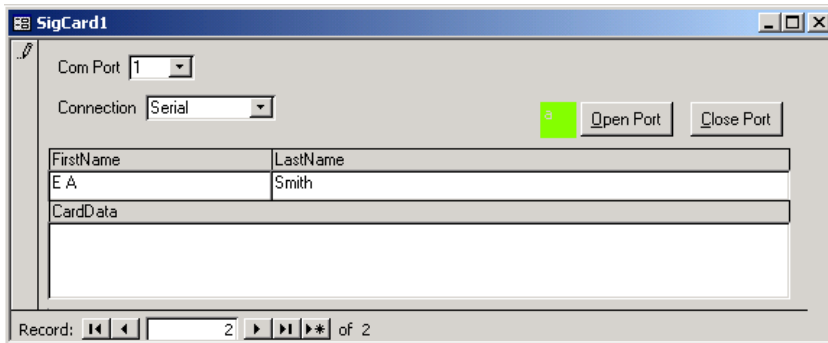 SigCard1
Com Port 1
Connection Serial
a Open Port Close Port
FirstName LastName
E A Smith
CardData
Record: 2 of 2